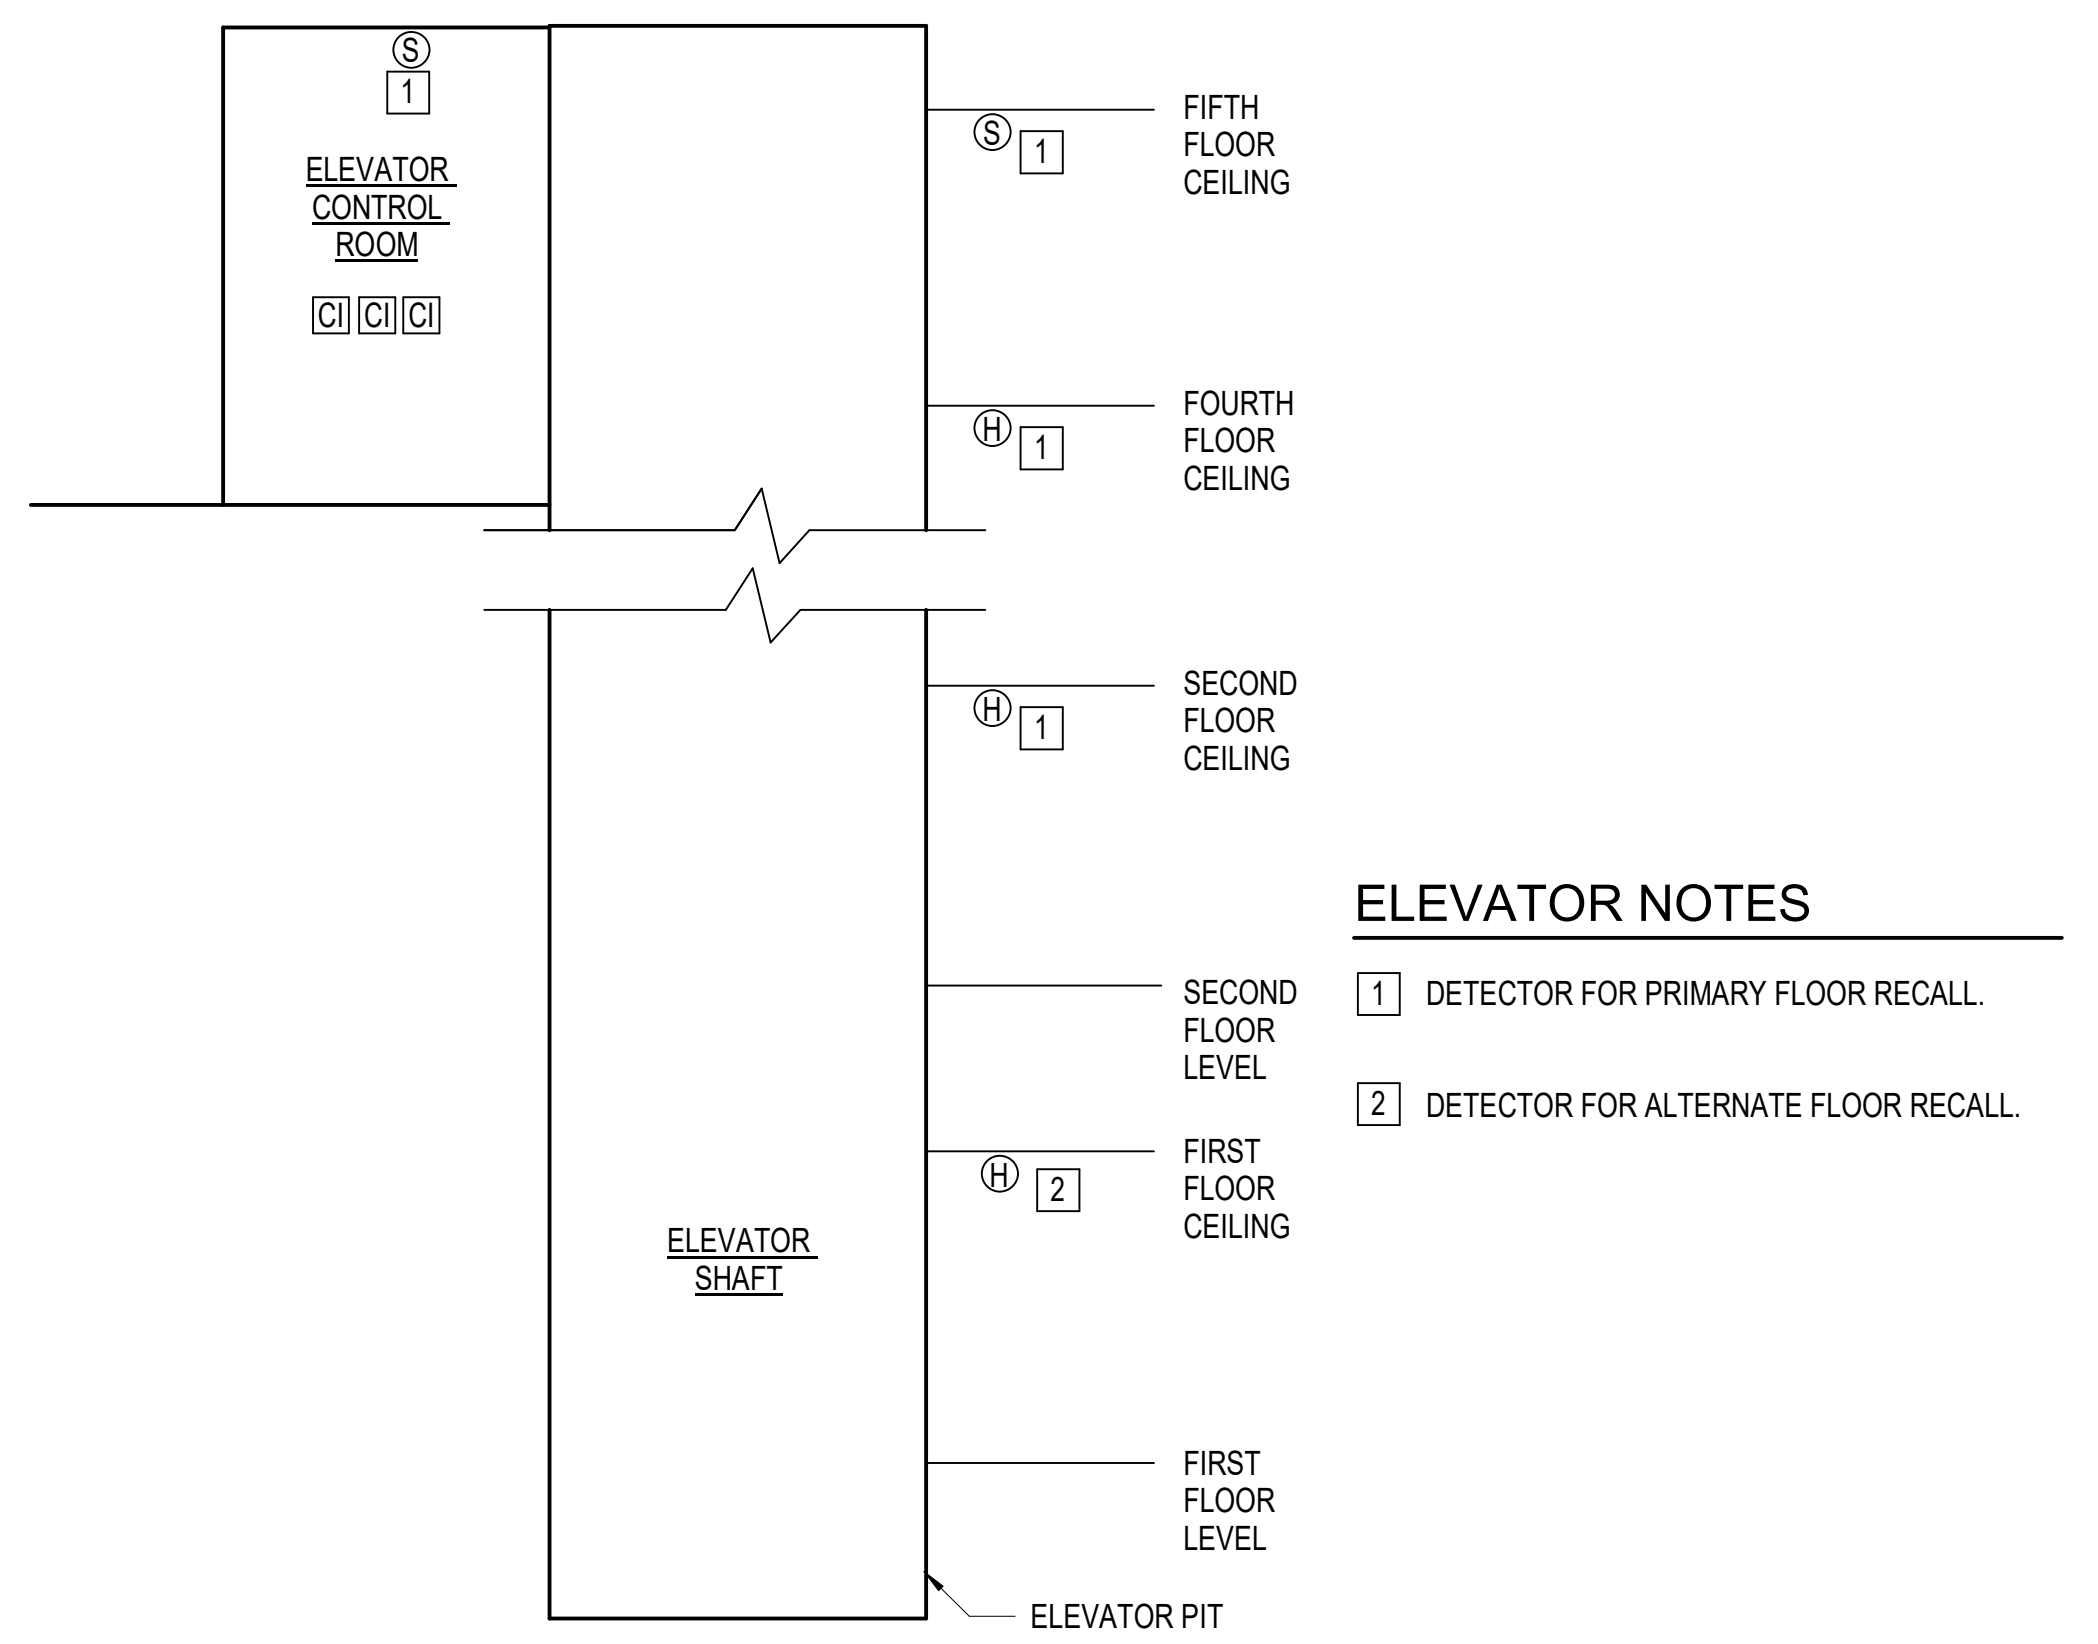 S
1
ELEVATOR
CONTROL
ROOM
CI CI CI
S 1
FIFTH
FLOOR
CEILING
H 1
FOURTH
FLOOR
CEILING
H 1
SECOND
FLOOR
CEILING
SECOND
FLOOR
LEVEL
H 2
FIRST
FLOOR
CEILING
ELEVATOR
SHAFT
FIRST
FLOOR
LEVEL
ELEVATOR PIT
ELEVATOR NOTES
1 DETECTOR FOR PRIMARY FLOOR RECALL.
2 DETECTOR FOR ALTERNATE FLOOR RECALL.